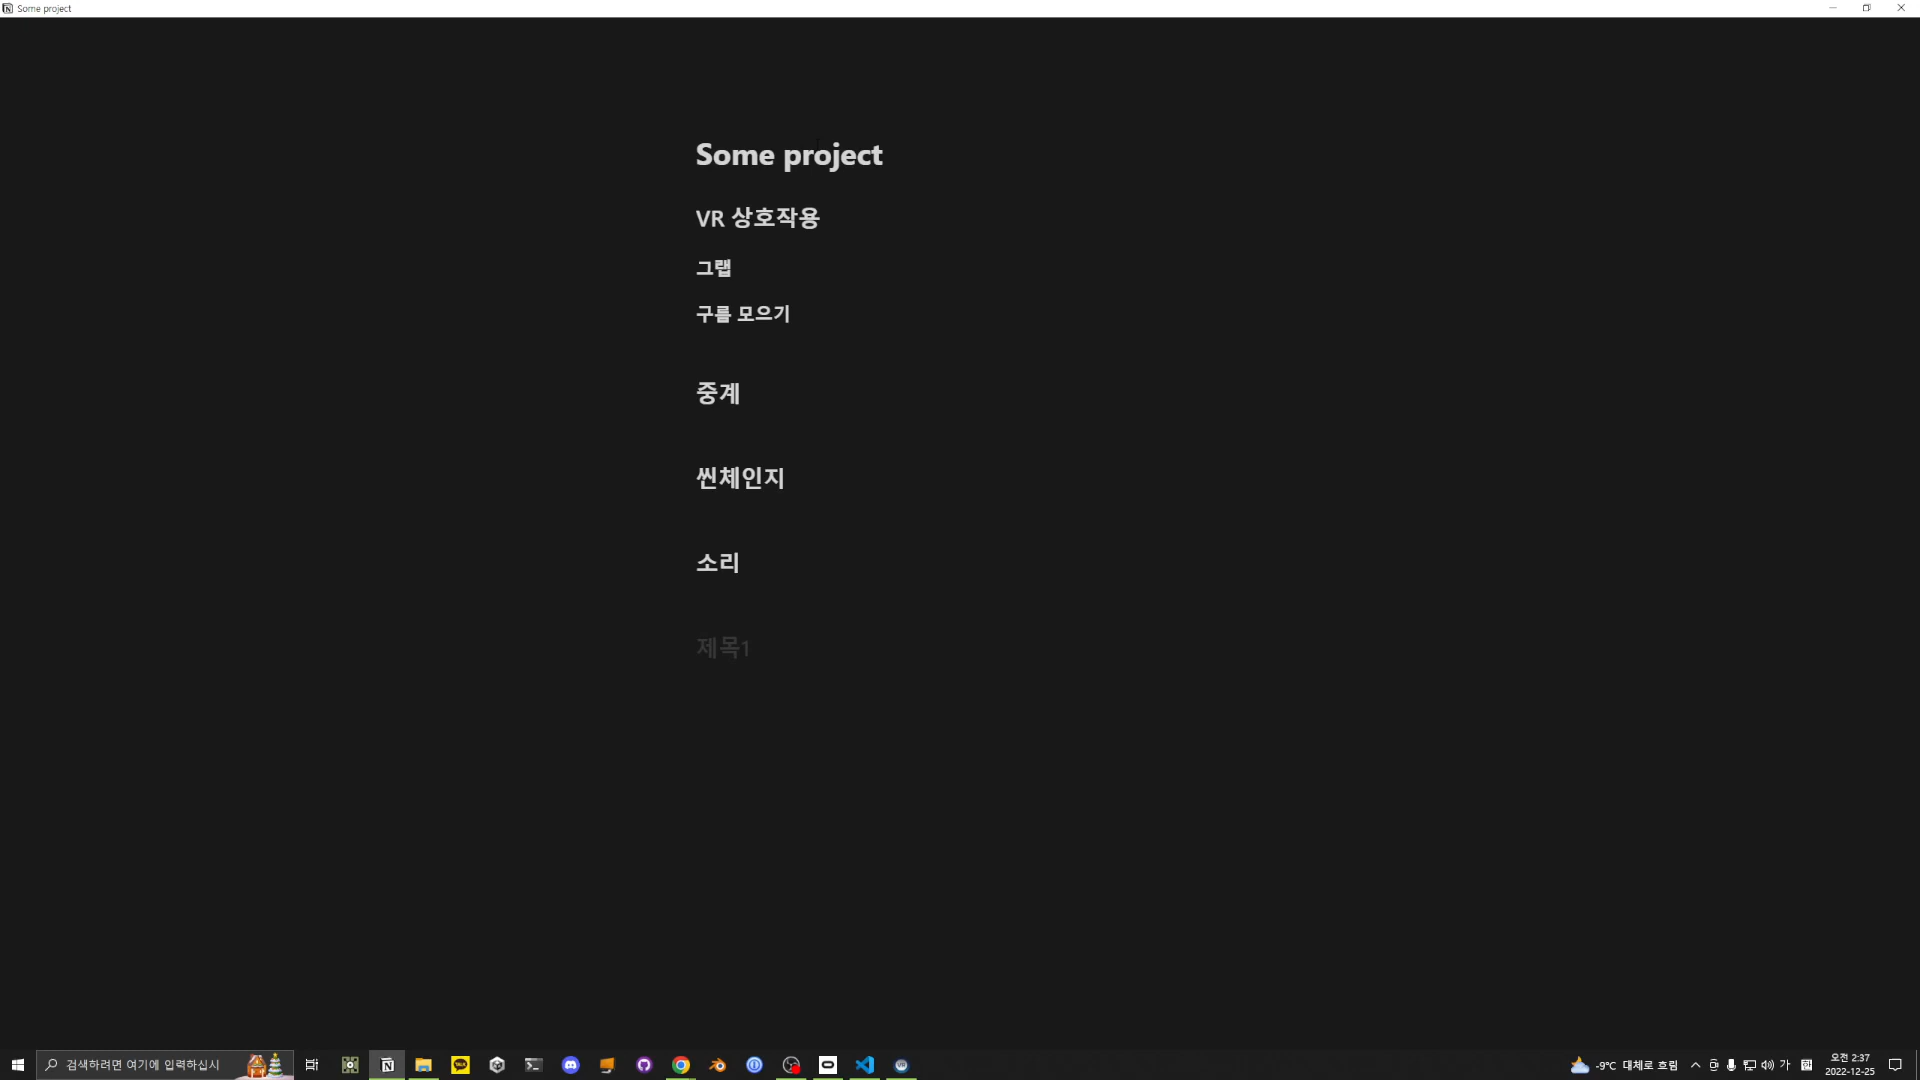 Some project
Some project
VR 상호작용
그랩
구름 모으기
중계
씬체인지
소리
제목1
검색하려면 여기에 입력하십시
TALK
-9°C 대체로 흐림
가
오전 2:37
2022-12-25